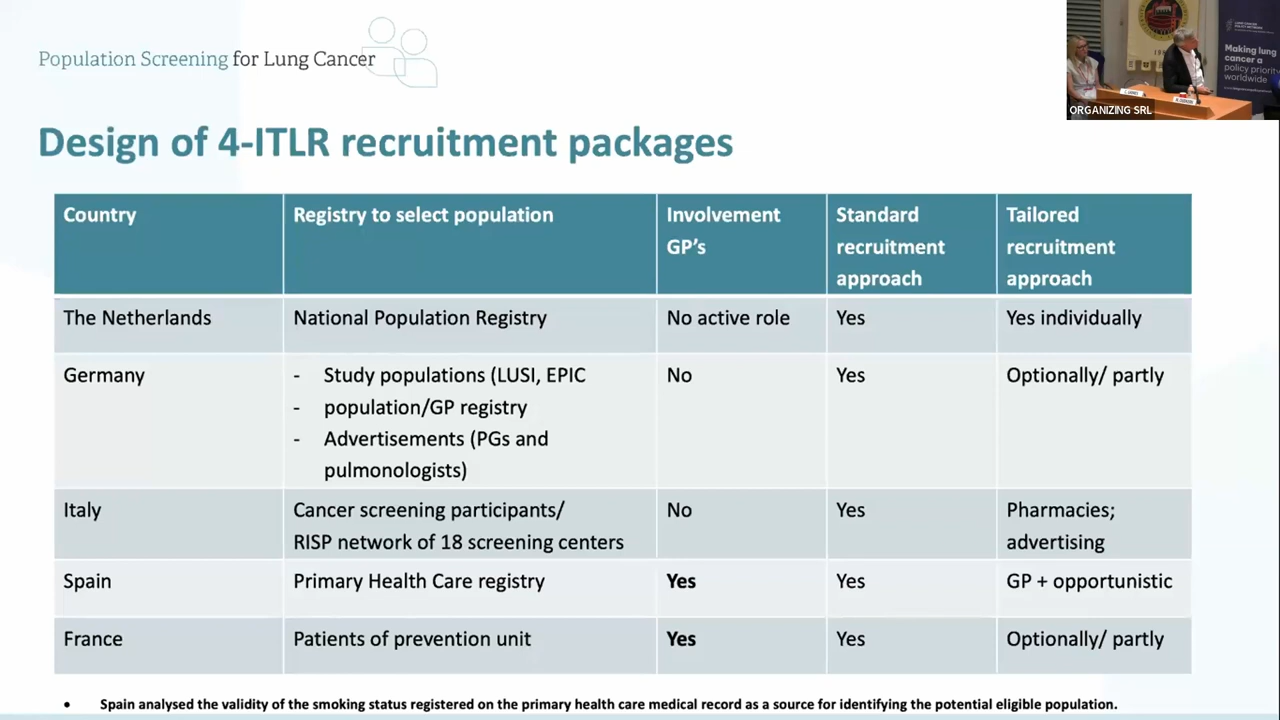 Population Screening for Lung Cancer
Design of 4-ITLR recruitment packages
Country
Registry to select population
Involvement
GP's
Standard
recruitment
approach
Tailored
recruitment
approach
The Netherlands
National Population Registry
No active role
Yes
Yes individually
Germany
- Study populations (LUSI, EPIC
- population/GP registry
- Advertisements (PGs and
pulmonologists)
No
Yes
Optionally/ partly
Italy
Cancer screening participants/
RISP network of 18 screening centers
No
Yes
Pharmacies;
advertising
Spain
Primary Health Care registry
Yes
Yes
GP + opportunistic
France
Patients of prevention unit
Yes
Yes
Optionally/ partly
• Spain analysed the validity of the smoking status registered on the primary health care medical record as a source for identifying the potential eligible population.
Making lung
cancer a
policy priority
worldwide
ORGANIZING SRL